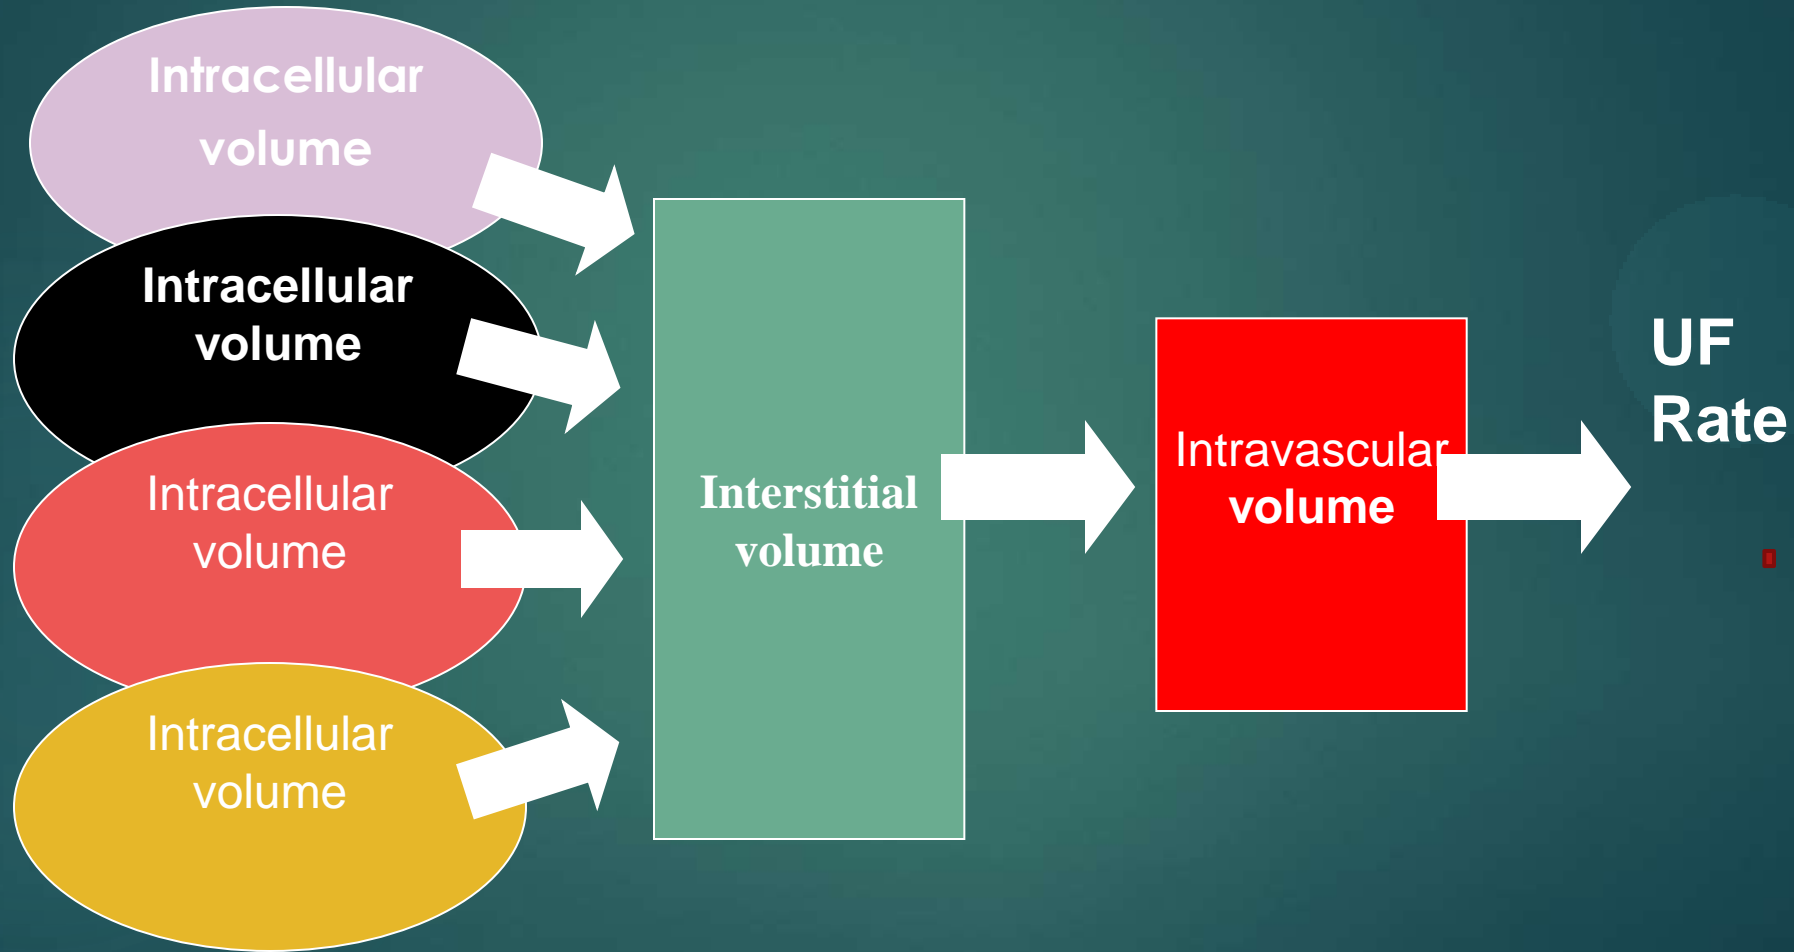 Intracellular
volume
Intracellular
volume
Intracellular
volume
Intracellular
volume
Interstitial
volume
Intravascular
volume
UF
Rate